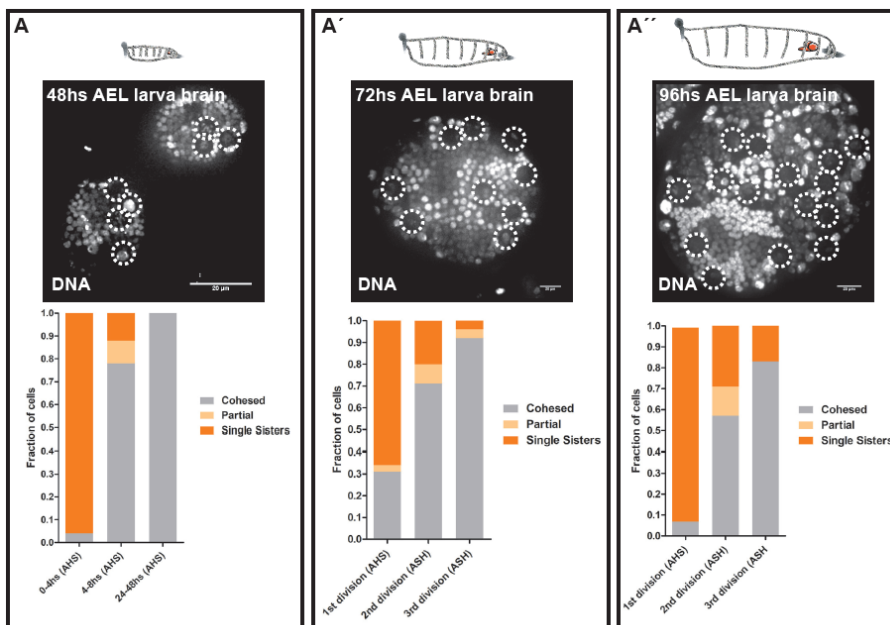 A
48hs AEL larva brain
DNA
20 µm
Fraction of cells
1.0
0.9
0.8
0.7
0.6
0.5
0.4
0.3
0.2
0.1
0.0
0-4hs (AHS)
4-8hs (AHS)
24-48hs (AHS)
Cohesed
Partial
Single Sisters
A´
72hs AEL larva brain
DNA
Fraction of cells
1.0
0.9
0.8
0.7
0.6
0.5
0.4
0.3
0.2
0.1
0.0
1st division (AHS)
2nd division (ASH)
3rd division (ASH)
Cohesed
Partial
Single Sisters
A´´
96hs AEL larva brain
DNA
Fraction of cells
1.0
0.9
0.8
0.7
0.6
0.5
0.4
0.3
0.2
0.1
0.0
1st division (AHS)
2nd division (ASH)
3rd division (ASH
Cohesed
Partial
Single Sisters